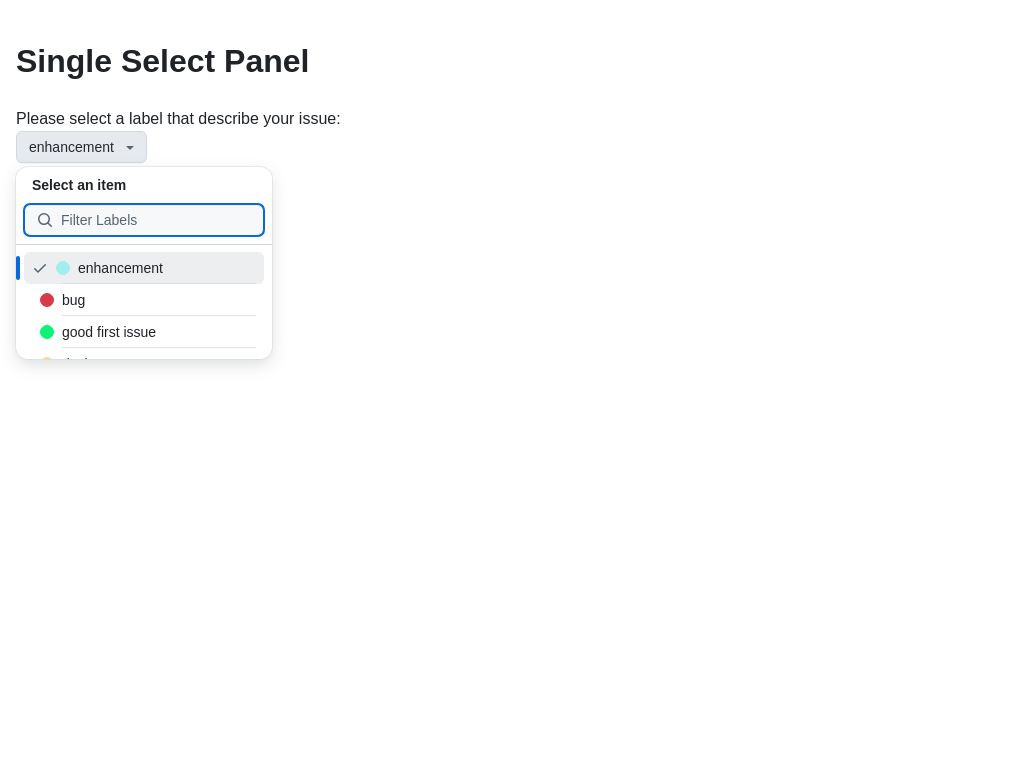 Single Select Panel
Please select a label that describe your issue:
enhancement
Select an item
Filter Labels
enhancement
bug
good first issue